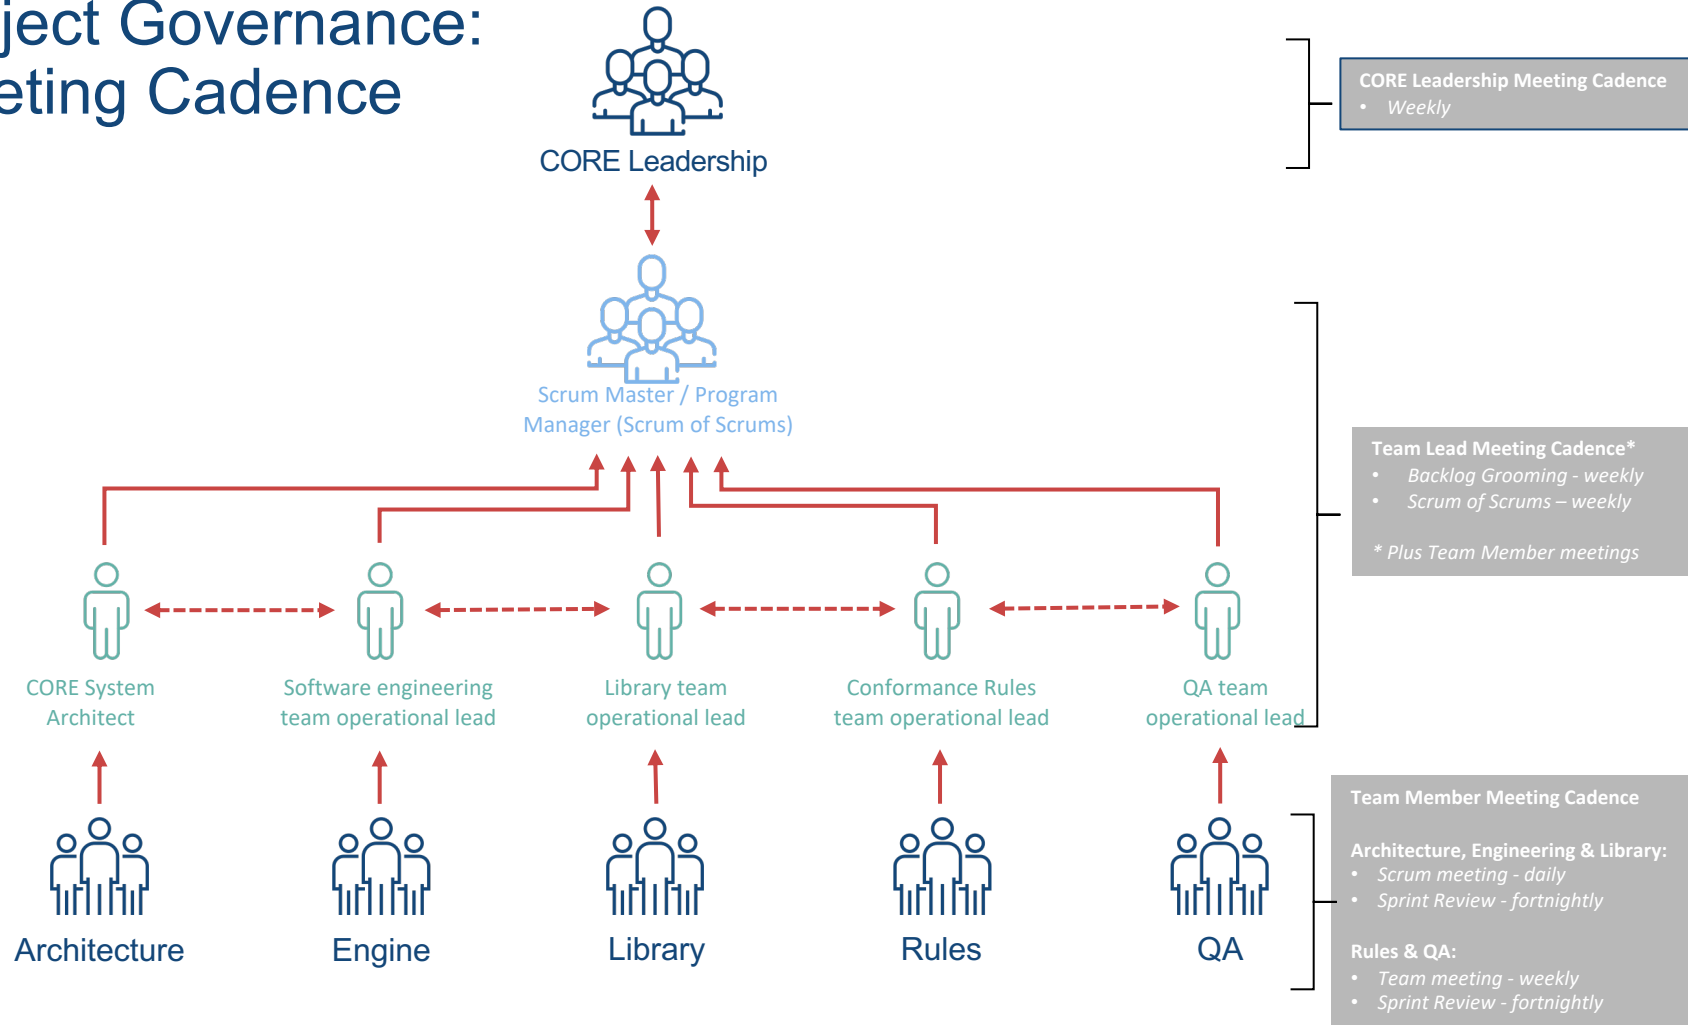 ject Governance:
eting Cadence
CORE Leadership
CORE Leadership Meeting Cadence
• Weekly
Scrum Master / Program
Manager (Scrum of Scrums)
Team Lead Meeting Cadence*
• Backlog Grooming - weekly
• Scrum of Scrums – weekly
* Plus Team Member meetings
CORE System
Architect
Software engineering
team operational lead
Library team
operational lead
Conformance Rules
team operational lead
QA team
operational lead
Architecture
Engine
Library
Rules
QA
Team Member Meeting Cadence
Architecture, Engineering & Library:
• Scrum meeting - daily
• Sprint Review - fortnightly
Rules & QA:
• Team meeting - weekly
• Sprint Review - fortnightly